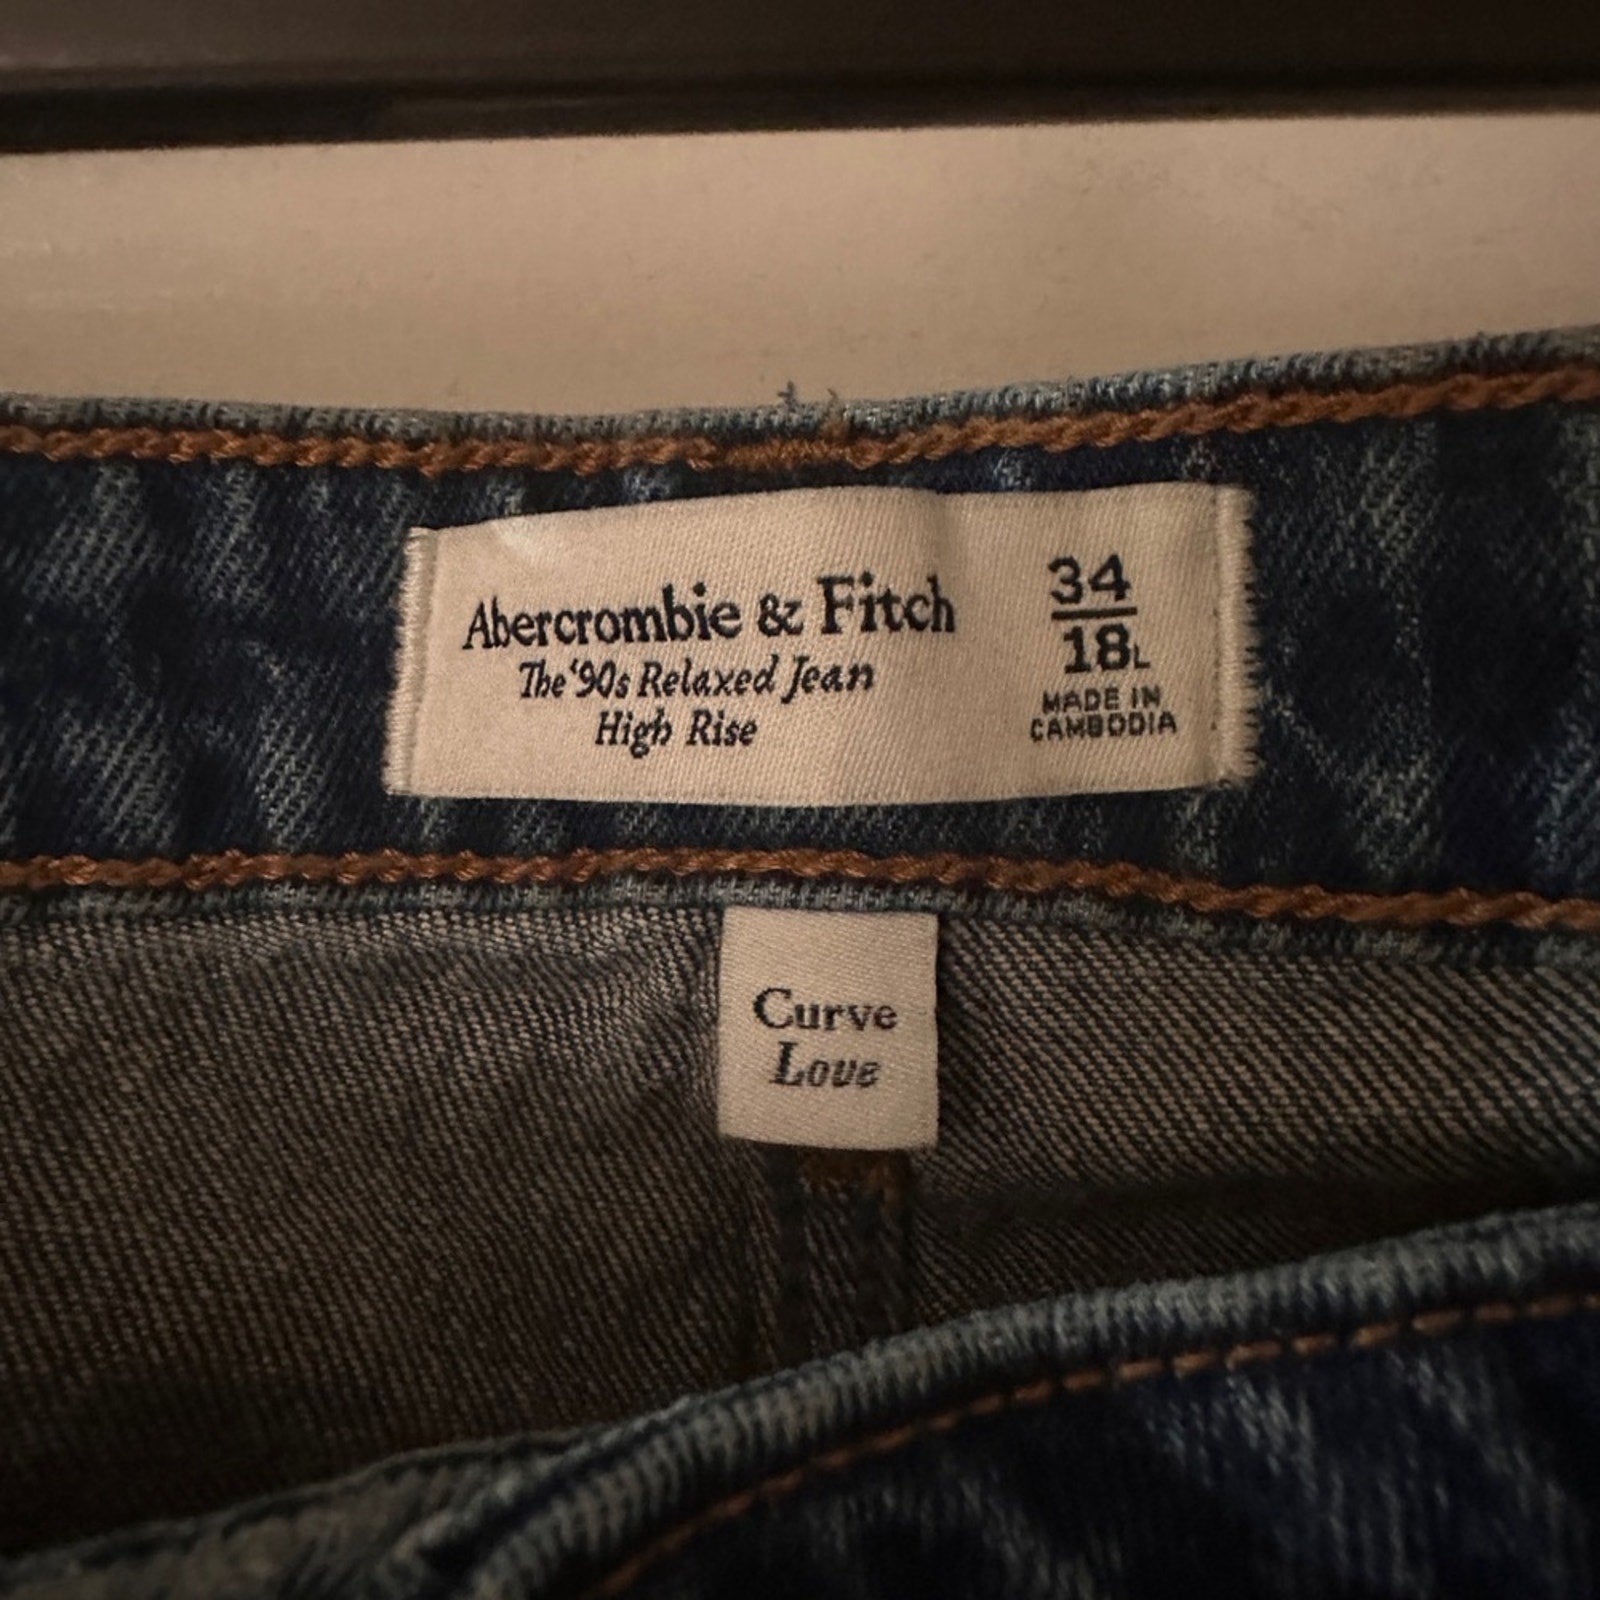 Abercrombie & Fitch
The '90s Relaxed Jean
High Rise
34
18L
MADE IN
CAMBODIA
Curve
Love